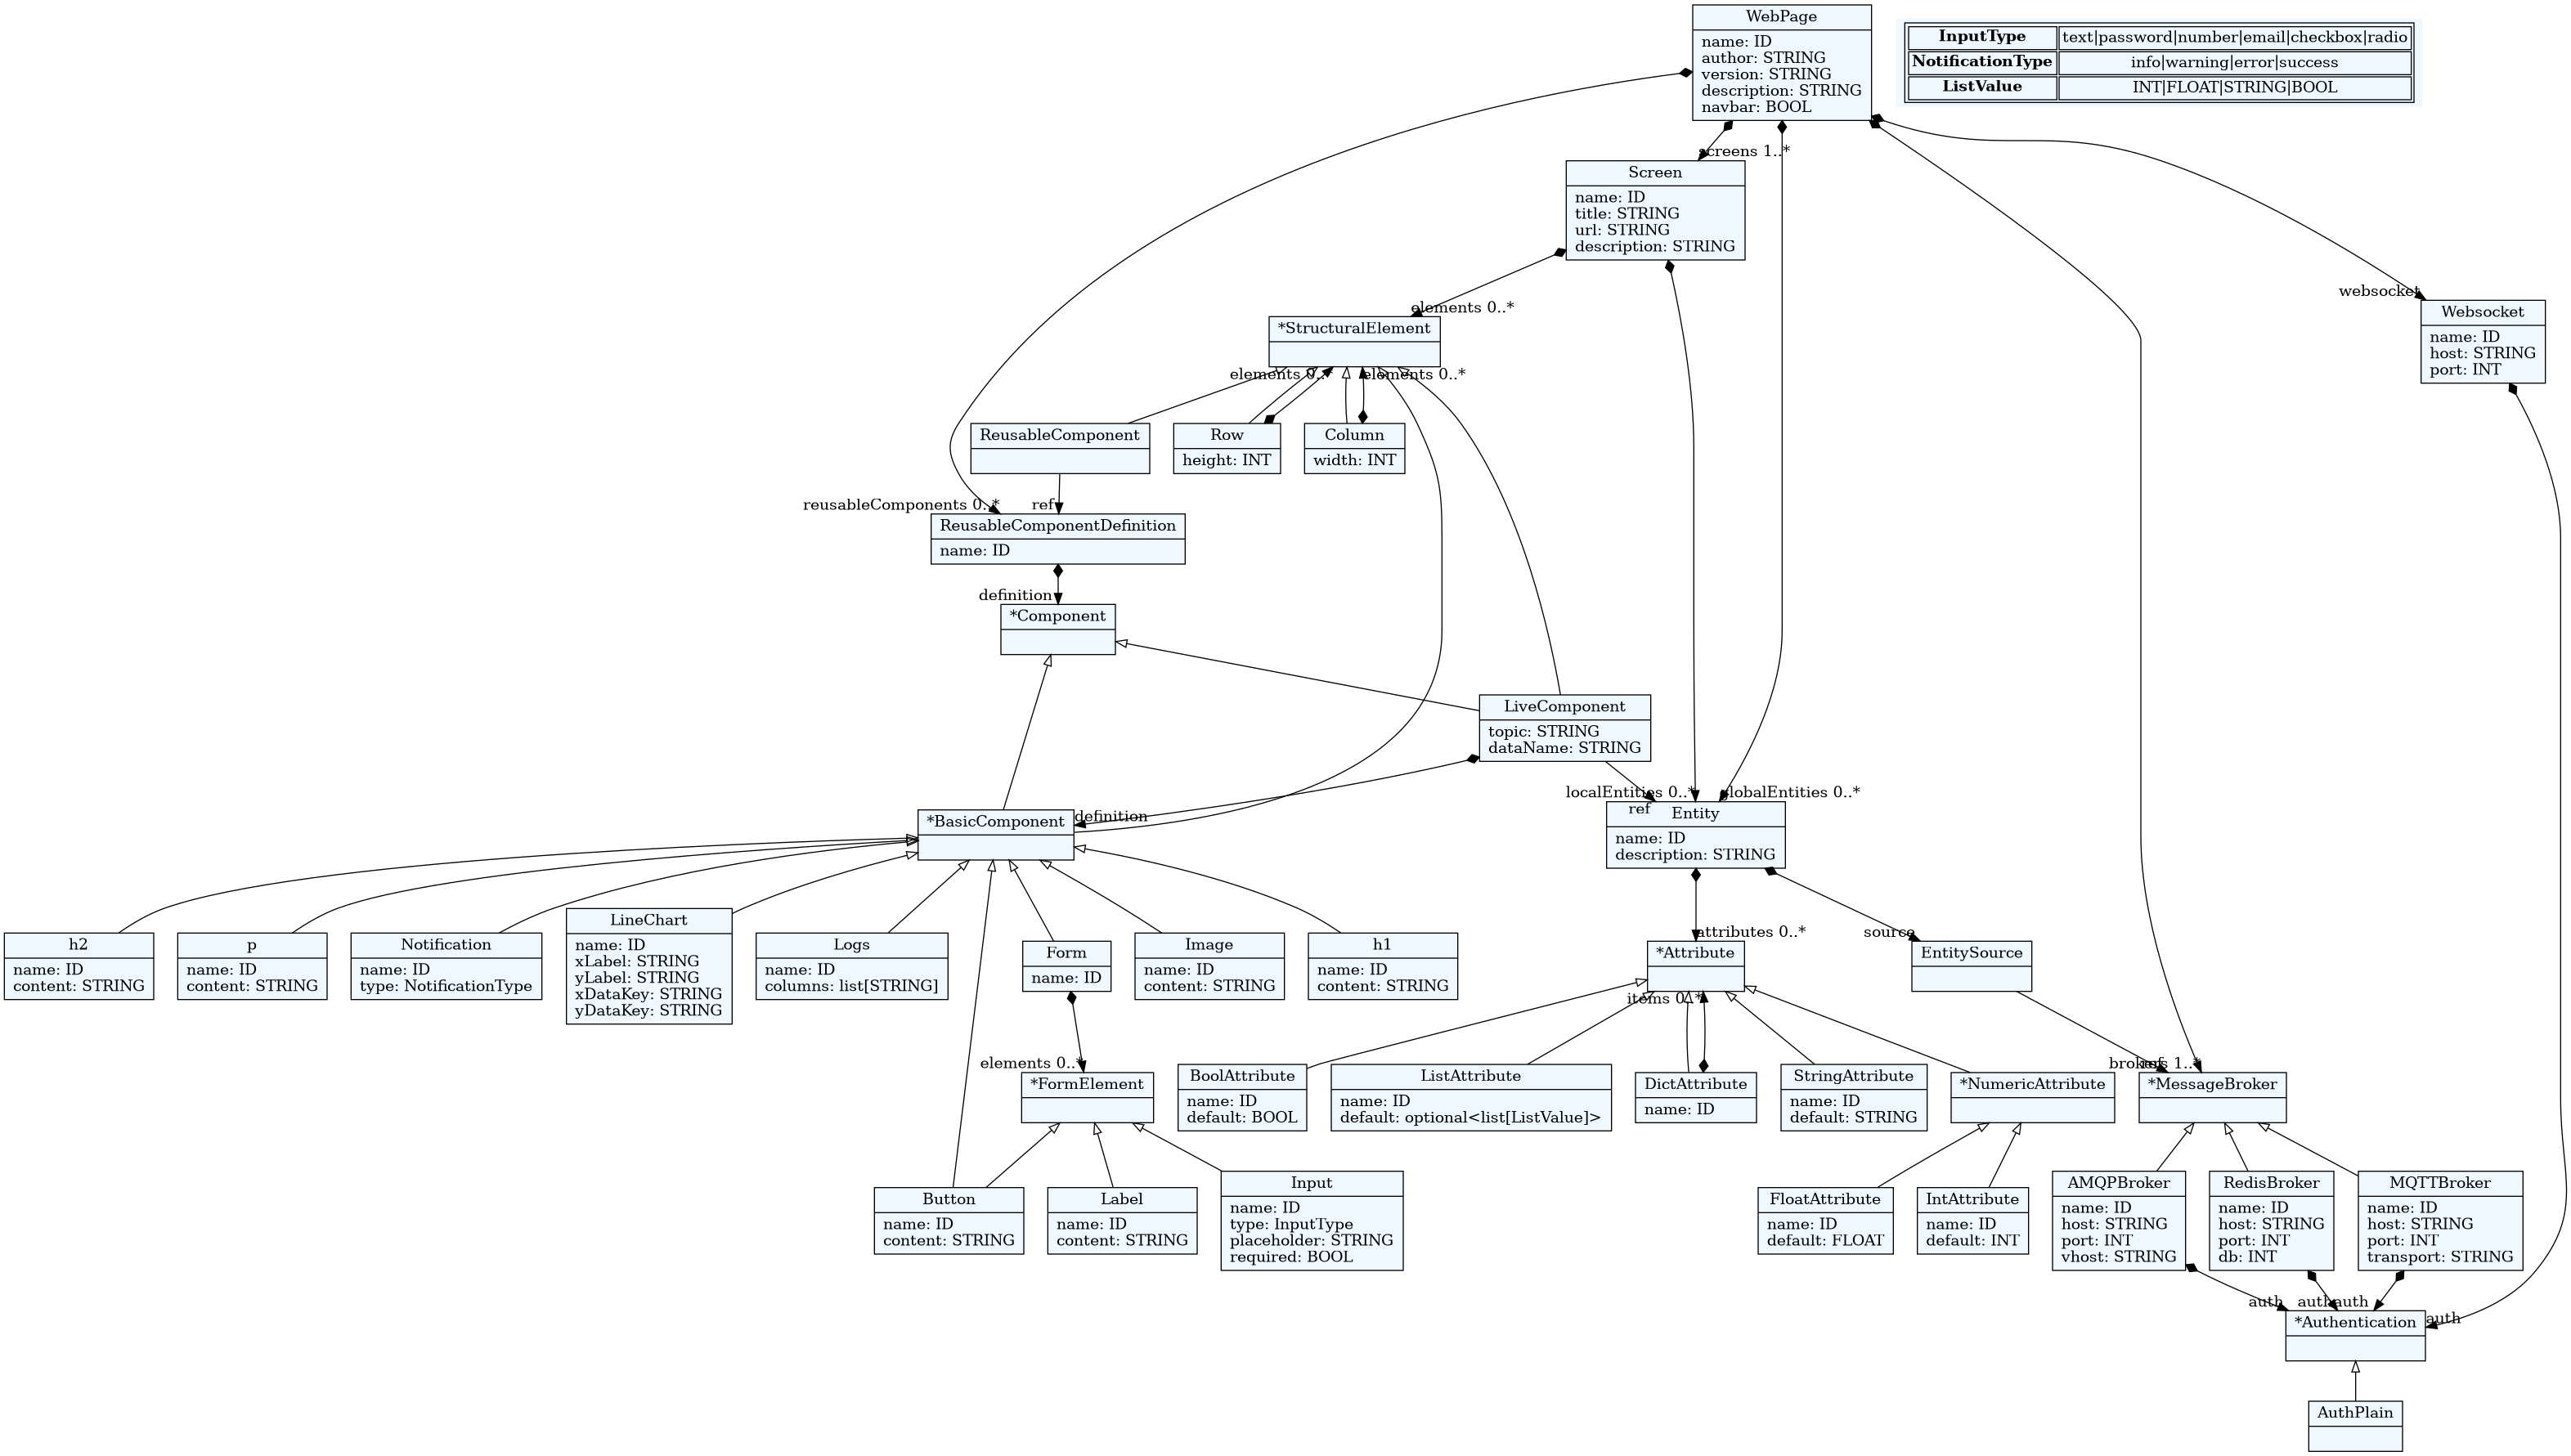 WebPage
name: ID
author: STRING
version: STRING
description: STRING
navbar: BOOL
InputType text|password|number|email|checkbox|radio
NotificationType info|warning|error|success
ListValue INT|FLOAT|STRING|BOOL
screens 1..*
Screen
name: ID
title: STRING
url: STRING
description: STRING
websocket
Websocket
name: ID
host: STRING
port: INT
elements 0..*
*StructuralElement
elements 0..*
elements 0..*
ReusableComponent
Row
height: INT
Column
width: INT
reusableComponents 0..*
ref
ReusableComponentDefinition
name: ID
definition
*Component
LiveComponent
topic: STRING
dataName: STRING
localEntities 0..*
globalEntities 0..*
ref
definition
*BasicComponent
Entity
name: ID
description: STRING
h2
name: ID
content: STRING
p
name: ID
content: STRING
Notification
name: ID
type: NotificationType
LineChart
name: ID
xLabel: STRING
yLabel: STRING
xDataKey: STRING
yDataKey: STRING
Logs
name: ID
columns: list[STRING]
Form
name: ID
Image
name: ID
content: STRING
h1
name: ID
content: STRING
attributes 0..*
*Attribute
source
EntitySource
items 0..*
elements 0..*
*FormElement
BoolAttribute
name: ID
default: BOOL
ListAttribute
name: ID
default: optional<list[ListValue]>
DictAttribute
name: ID
StringAttribute
name: ID
default: STRING
*NumericAttribute
brokers 1..*
ref
*MessageBroker
Button
name: ID
content: STRING
Label
name: ID
content: STRING
Input
name: ID
type: InputType
placeholder: STRING
required: BOOL
FloatAttribute
name: ID
default: FLOAT
IntAttribute
name: ID
default: INT
AMQPBroker
name: ID
host: STRING
port: INT
vhost: STRING
RedisBroker
name: ID
host: STRING
port: INT
db: INT
MQTTBroker
name: ID
host: STRING
port: INT
transport: STRING
auth
auth
auth
auth
*Authentication
AuthPlain